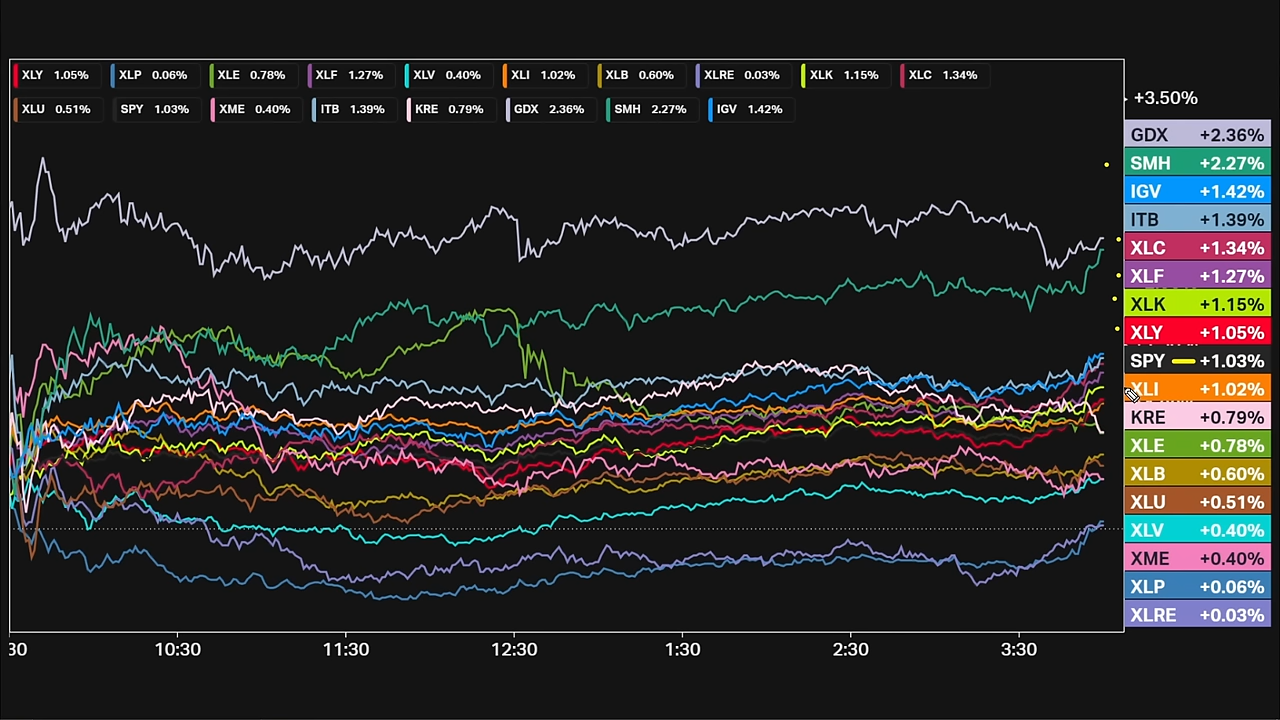 XLY 1.05% XLP 0.06% XLE 0.78% XLF 1.27% XLV 0.40% XLI 1.02% XLB 0.60% XLRE 0.03% XLK 1.15% XLC 1.34%
XLU 0.51% SPY 1.03% XME 0.40% ITB 1.39% KRE 0.79% GDX 2.36% SMH 2.27% IGV 1.42%
+3.50%
GDX +2.36%
SMH +2.27%
IGV +1.42%
ITB +1.39%
XLC +1.34%
XLF +1.27%
XLK +1.15%
XLY +1.05%
SPY +1.03%
XLI +1.02%
KRE +0.79%
XLE +0.78%
XLB +0.60%
XLU +0.51%
XLV +0.40%
XME +0.40%
XLP +0.06%
XLRE +0.03%
:30 10:30 11:30 12:30 1:30 2:30 3:30